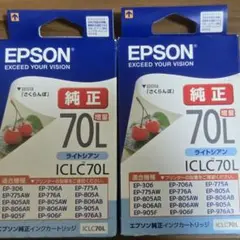 EPSON
EXCEED YOUR VISION
「さくらんぼ」
純正
70L
増量
ライトシアン
ICLC70L
適合機種
EP-306
EP-706A
EP-775A
EP-775AW
EP-776A
EP-805A
EP-805AR
EP-805AW
EP-806AB
EP-806AR
EP-806AW
EP-905A
EP-905F
EP-906F
EP-976A3
エプソン純正インクカートリッジ
ICLC70L
EPSON
EXCEED YOUR VISION
「さくらんぼ」
純正
70L
増量
ライトシアン
ICLC70L
適合機種
EP-306
EP-706A
EP-775A
EP-775AW
EP-776A
EP-805A
EP-805AR
EP-805AW
EP-806AB
EP-806AR
EP-806AW
EP-905A
EP-905F
EP-906F
EP-976A3
エプソン純正インクカートリッジ
ICLC70L